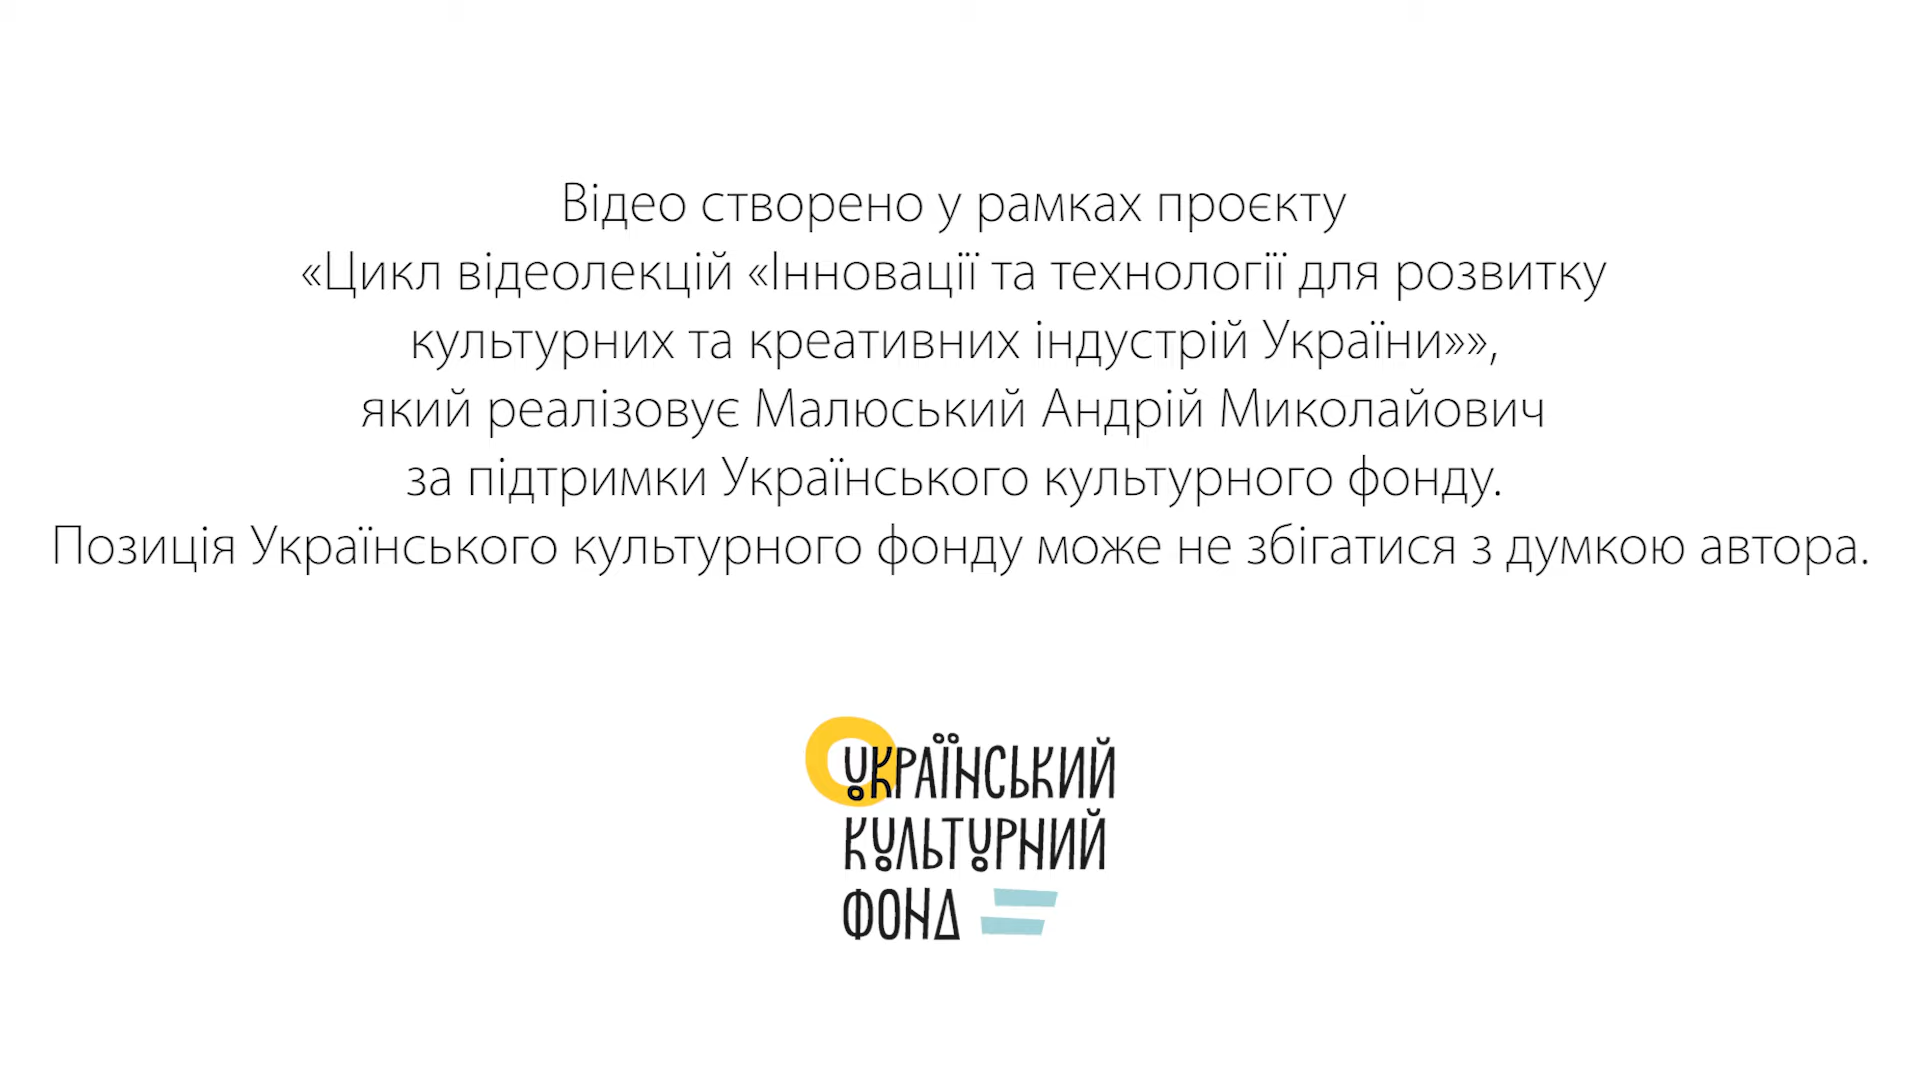 Відео створено у рамках проєкту
«Цикл відеолекцій «Інновації та технології для розвитку
культурних та креативних індустрій України»»,
який реалізовує Малюський Андрій Миколайович
за підтримки Українського культурного фонду.
Позиція Українського культурного фонду може не збігатися з думкою автора.
УКРАЇНСЬКИЙ
КУЛЬТУРНИЙ
ФОНД